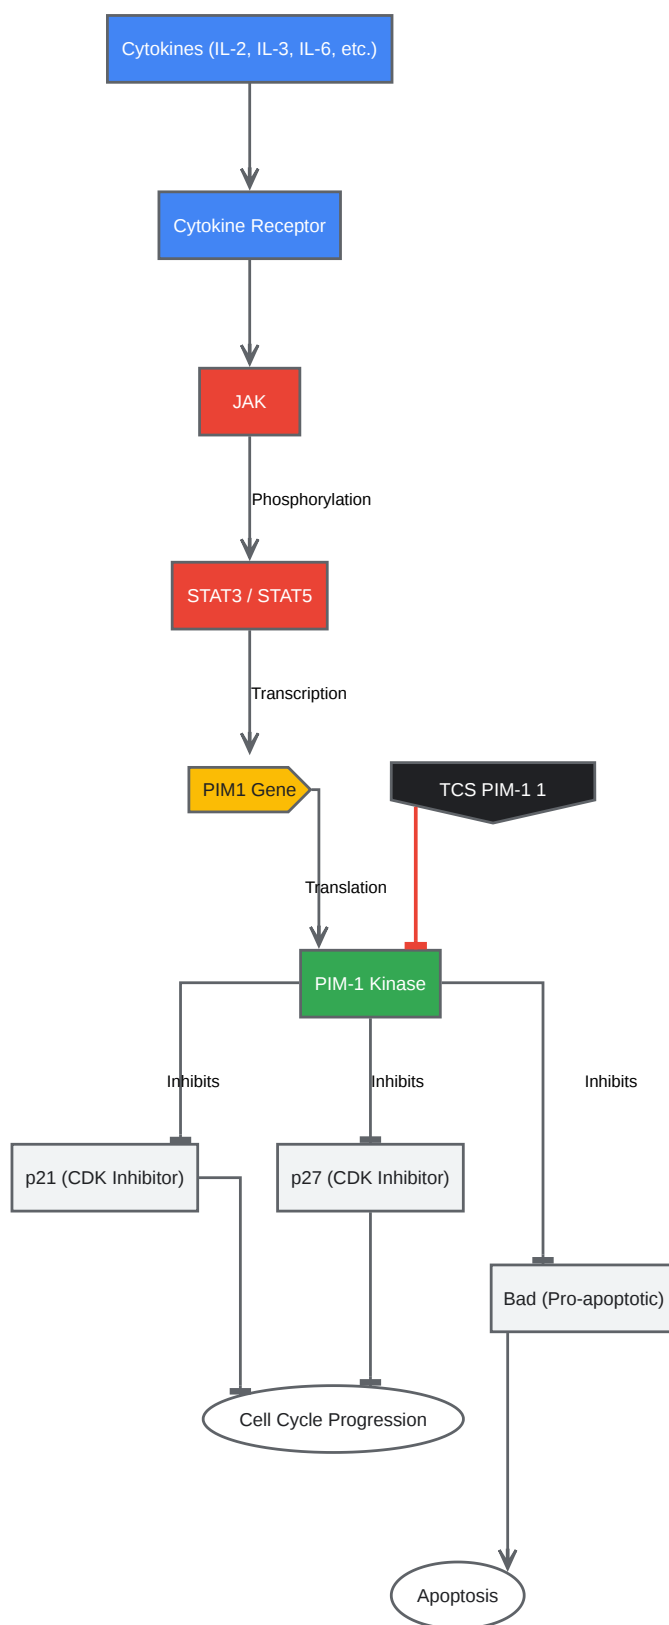 Cytokines (IL-2, IL-3, IL-6, etc.)
Cytokine Receptor
JAK
Phosphorylation
STAT3 / STAT5
Transcription
PIM1 Gene
TCS PIM-1 1
Translation
PIM-1 Kinase
Inhibits
Inhibits
Inhibits
p21 (CDK Inhibitor)
p27 (CDK Inhibitor)
Bad (Pro-apoptotic)
Cell Cycle Progression
Apoptosis